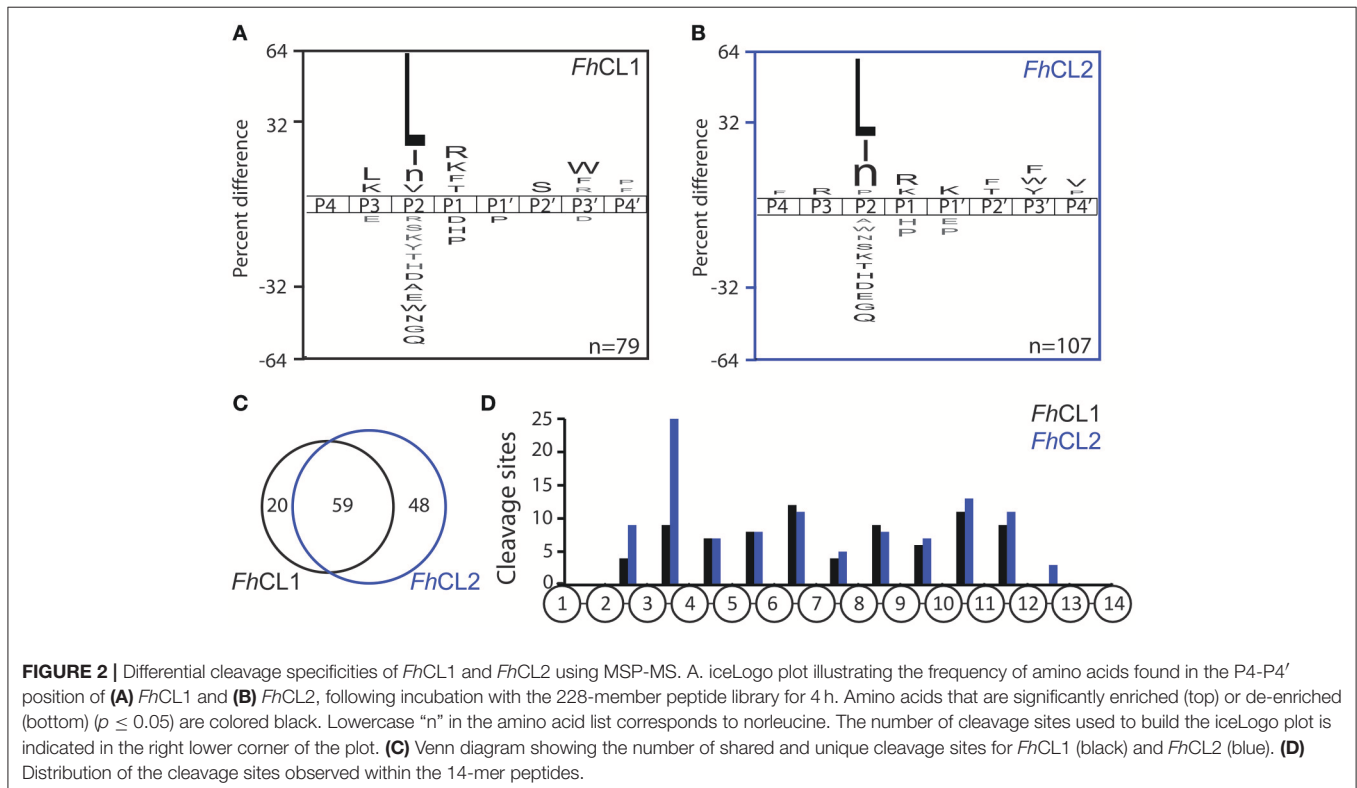 A
64
32
-32
-64
Percent difference
FhCL1
L
I
n
V
L
K
R
K
F
T
S
W
F
R
P
F
P4 P3 P2 P1 P1′ P2′ P3′ P4′
E
R
S
K
Y
T
H
D
A
E
W
N
G
Q
D
H
P
P
D
n=79
B
64
32
-32
-64
Percent difference
FhCL2
F
R
L
I
n
P
R
K
K
F
T
F
W
Y
V
P
P4 P3 P2 P1 P1′ P2′ P3′ P4′
A
W
N
S
K
T
H
D
E
G
Q
H
P
E
P
n=107
C
20 59 48
FhCL1 FhCL2
D
FhCL1
FhCL2
Cleavage sites
25
20
15
10
5
0
1 2 3 4 5 6 7 8 9 10 11 12 13 14
FIGURE 2 | Differential cleavage specificities of FhCL1 and FhCL2 using MSP-MS. A. iceLogo plot illustrating the frequency of amino acids found in the P4-P4′
position of (A) FhCL1 and (B) FhCL2, following incubation with the 228-member peptide library for 4 h. Amino acids that are significantly enriched (top) or de-enriched
(bottom) (p ≤ 0.05) are colored black. Lowercase “n” in the amino acid list corresponds to norleucine. The number of cleavage sites used to build the iceLogo plot is
indicated in the right lower corner of the plot. (C) Venn diagram showing the number of shared and unique cleavage sites for FhCL1 (black) and FhCL2 (blue). (D)
Distribution of the cleavage sites observed within the 14-mer peptides.